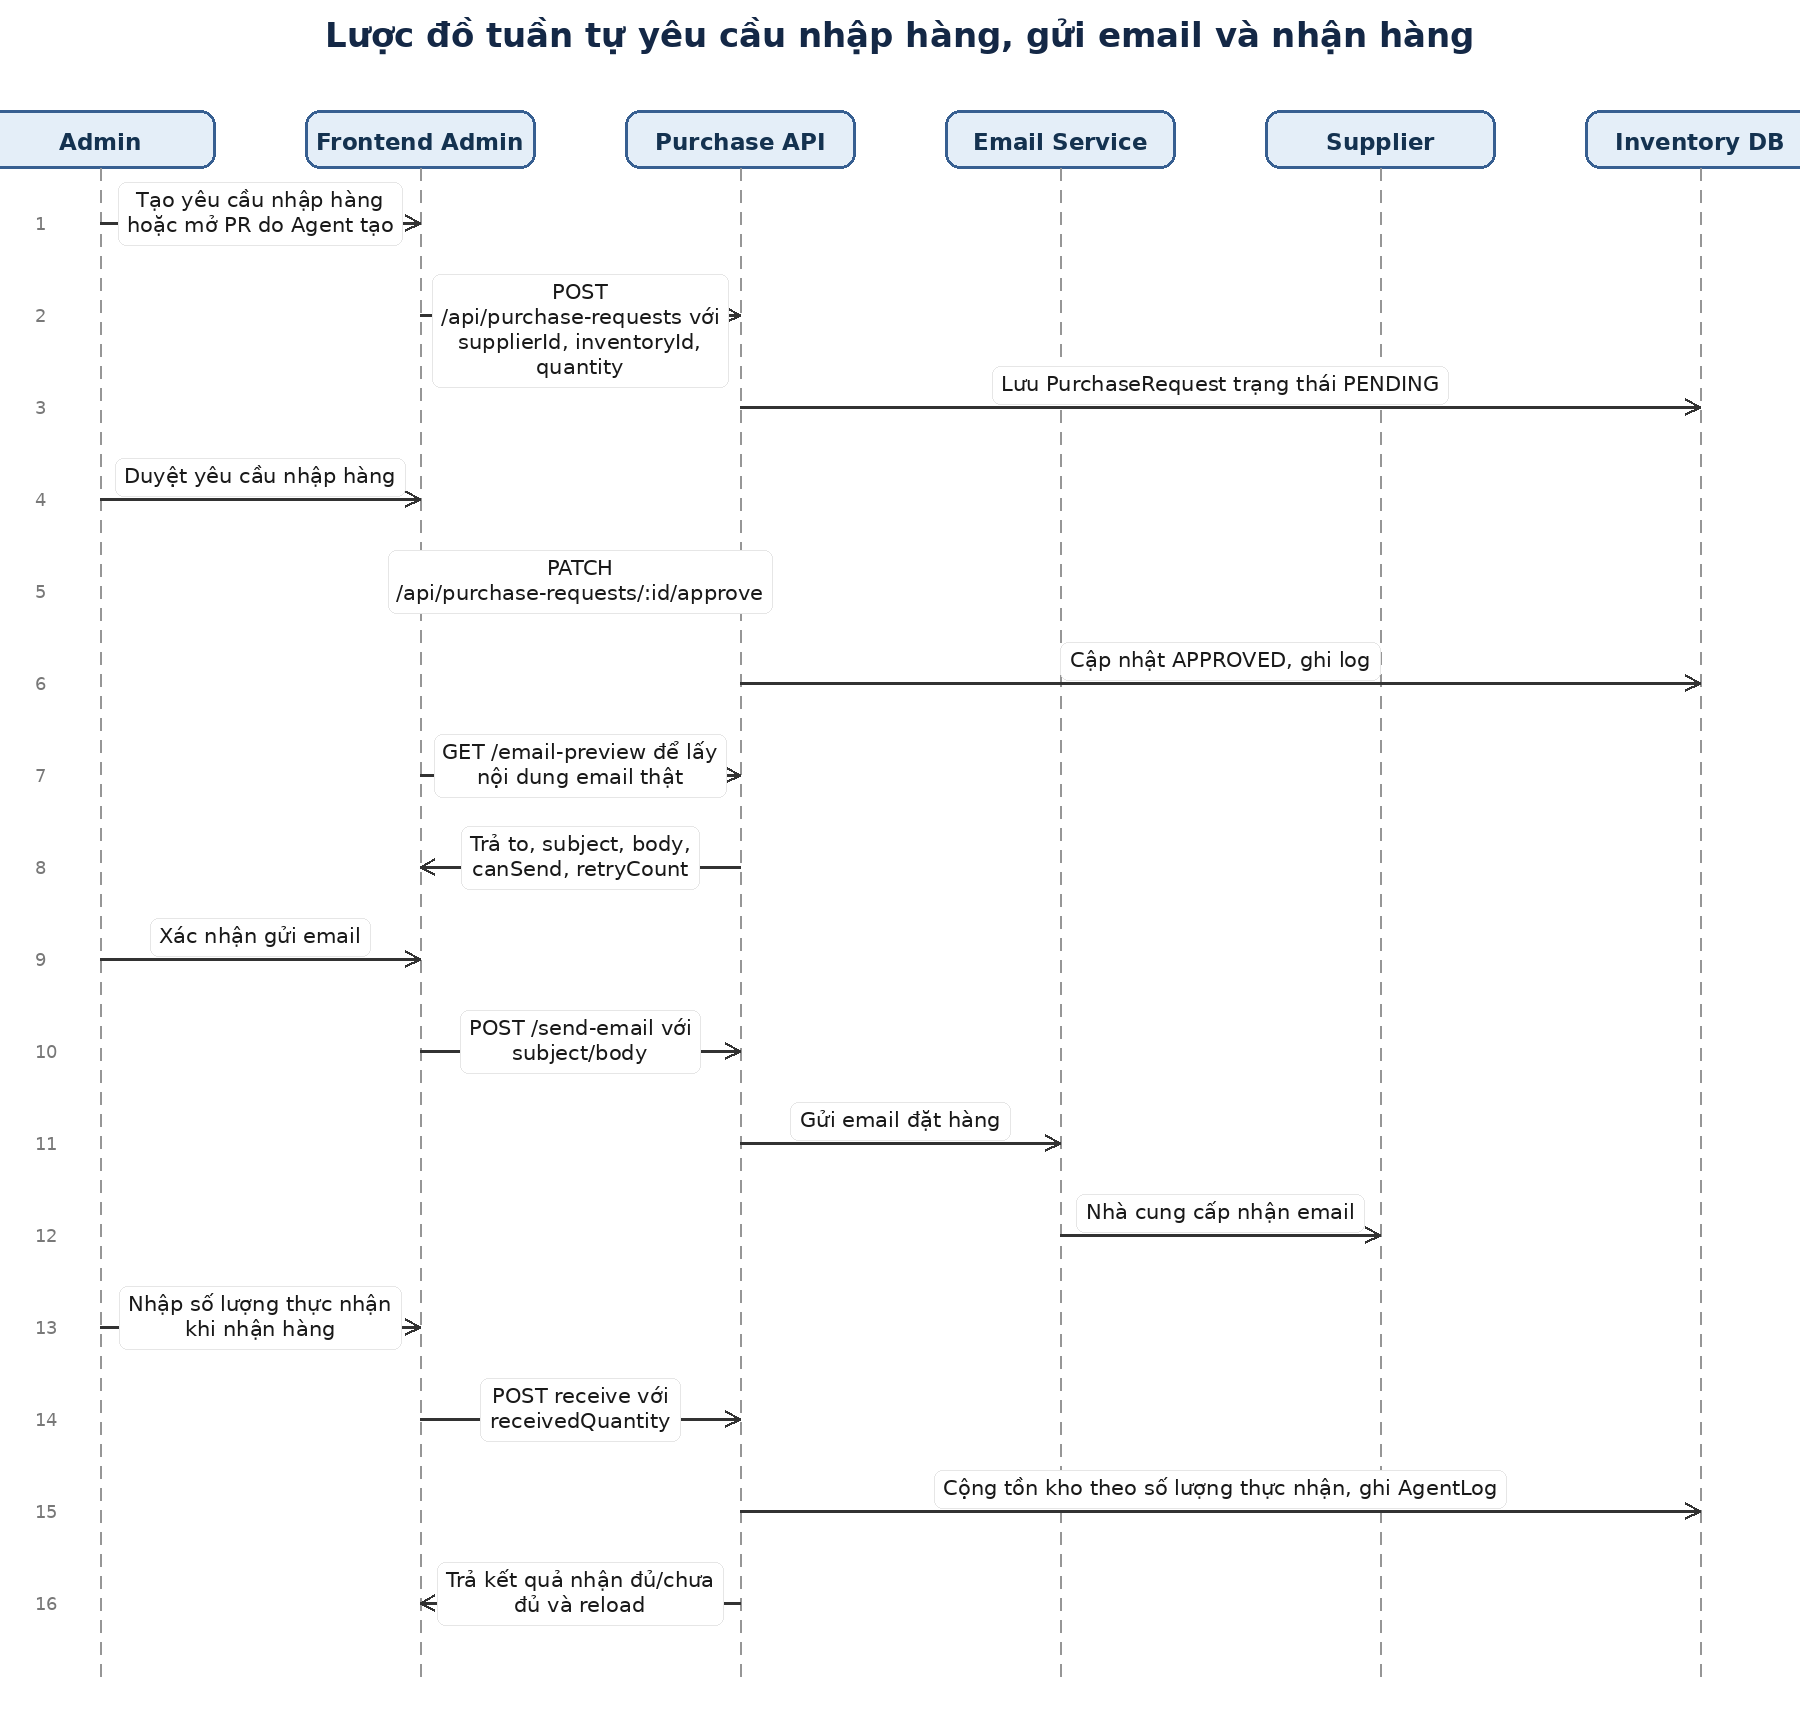 Lược đồ tuần tự yêu cầu nhập hàng, gửi email và nhận hàng
Admin
Frontend Admin
Purchase API
Email Service
Supplier
Inventory DB
1
Tạo yêu cầu nhập hàng
hoặc mở PR do Agent tạo
2
POST
/api/purchase-requests với
supplierId, inventoryId,
quantity
3
Lưu PurchaseRequest trạng thái PENDING
4
Duyệt yêu cầu nhập hàng
5
PATCH
/api/purchase-requests/:id/approve
6
Cập nhật APPROVED, ghi log
7
GET /email-preview để lấy
nội dung email thật
8
Trả to, subject, body,
canSend, retryCount
9
Xác nhận gửi email
10
POST /send-email với
subject/body
11
Gửi email đặt hàng
12
Nhà cung cấp nhận email
13
Nhập số lượng thực nhận
khi nhận hàng
14
POST receive với
receivedQuantity
15
Cộng tồn kho theo số lượng thực nhận, ghi AgentLog
16
Trả kết quả nhận đủ/chưa
đủ và reload